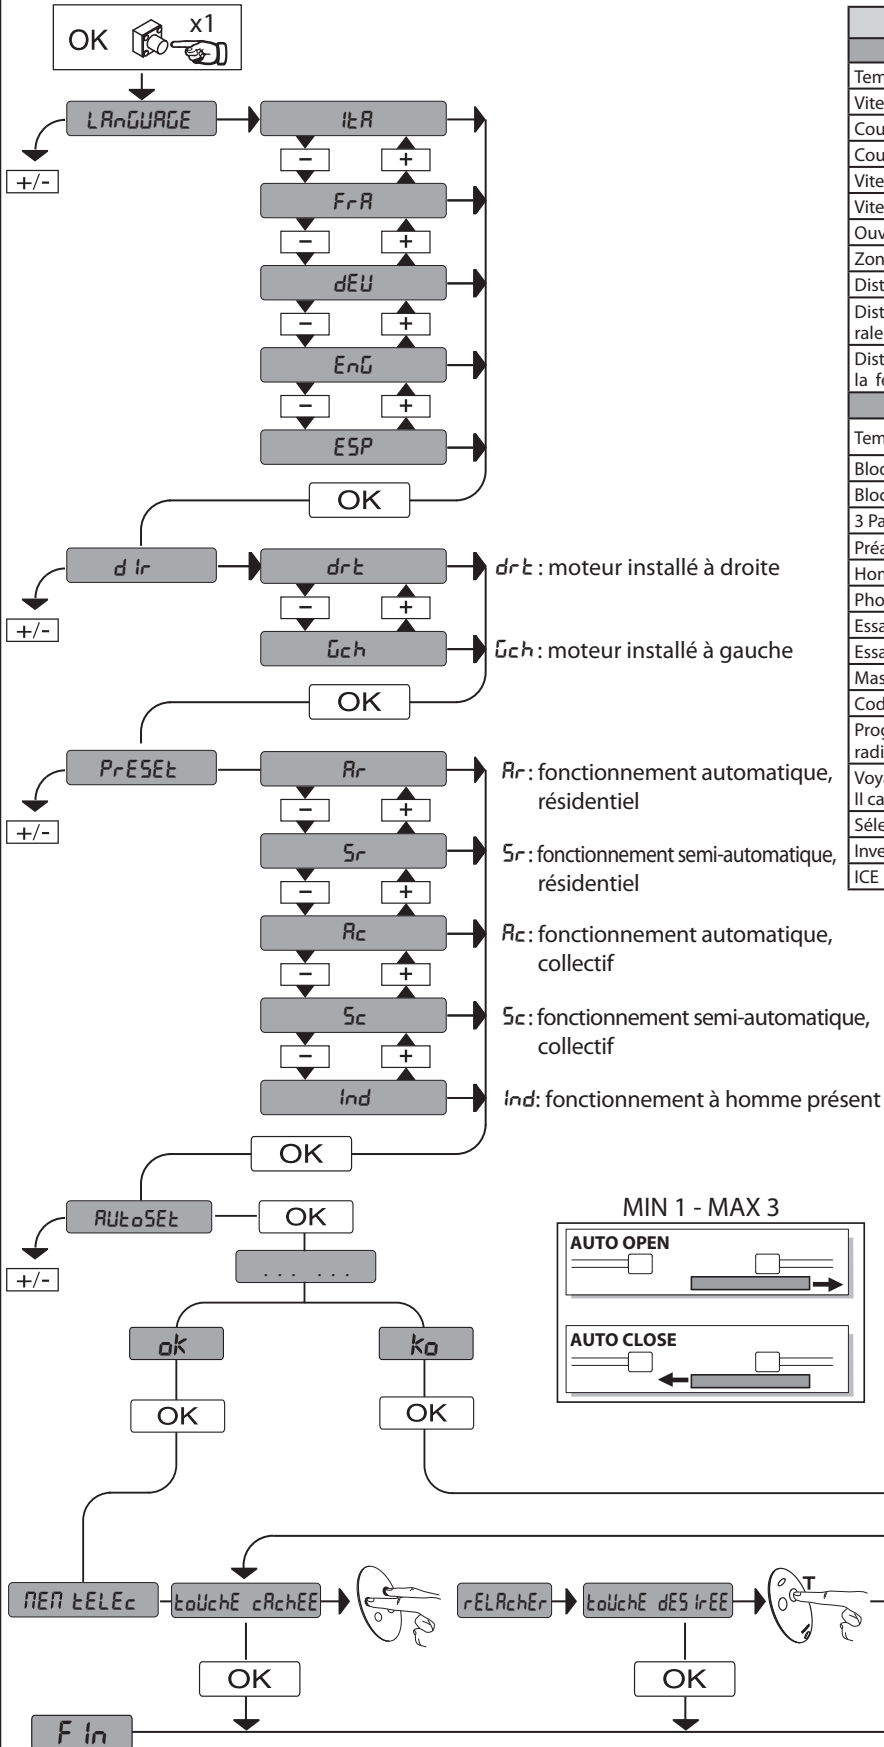 OK x1
LAnGUAGE
ItA
+/-
- +
FrA
- +
dEU
- +
EnG
- +
ESP
OK
dIr
drt
drt : moteur installé à droite
+/-
- +
Gch
Gch : moteur installé à gauche
OK
PrESEt
Ar
Ar : fonctionnement automatique,
résidentiel
+/-
- +
Sr
Sr : fonctionnement semi-automatique,
résidentiel
- +
Ac
Ac : fonctionnement automatique,
collectif
- +
Sc
Sc : fonctionnement semi-automatique,
collectif
- +
Ind
Ind: fonctionnement à homme présent
OK
AUtoSEt
OK
+/-
... ...
ok
Ko
OK
OK
MIN 1 - MAX 3
AUTO OPEN
AUTO CLOSE
MEM tELEc
toUchE cAchEE
rELAchEr
toUchE dESIrEE
T
OK
OK
FIn
Tem
Vite
Cou
Cou
Vite
Vite
Ouv
Zon
Dist
Dist
rale
Dist
la fe
Tem
Bloc
Bloc
3 Pa
Préa
Hom
Pho
Essa
Essa
Mas
Cod
Prog
radi
Voya
II ca
Séle
Inve
ICE